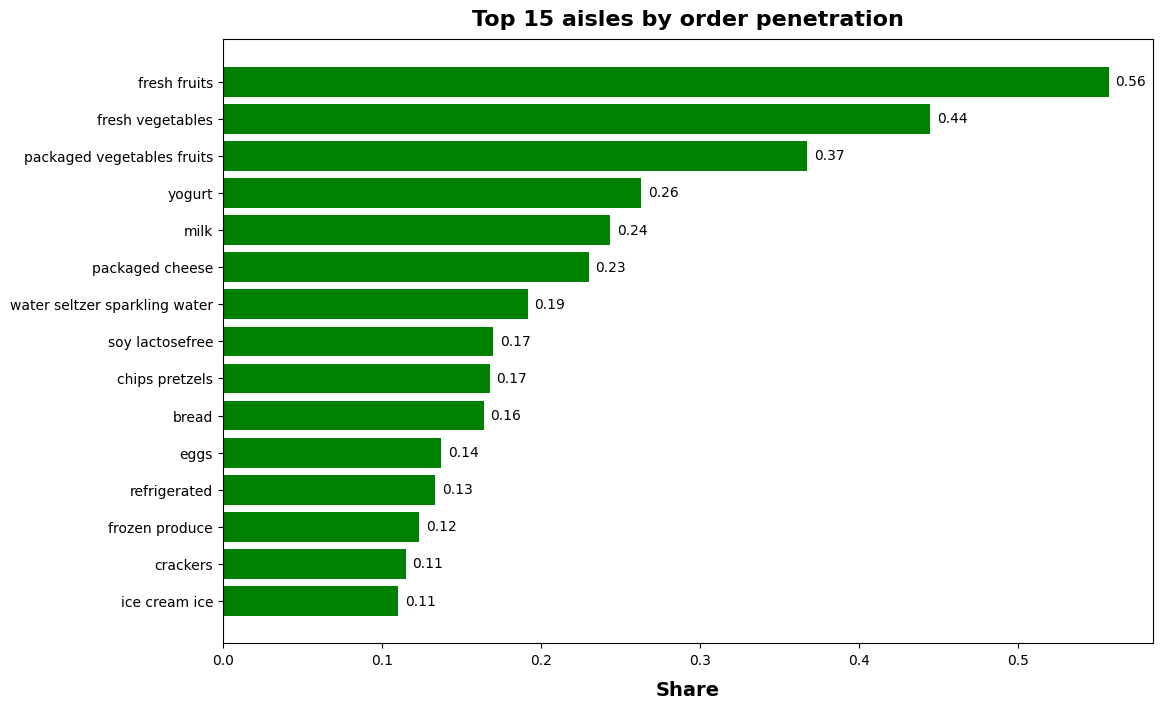 Top 15 aisles by order penetration
fresh fruits 0.56
fresh vegetables 0.44
packaged vegetables fruits 0.37
yogurt 0.26
milk 0.24
packaged cheese 0.23
water seltzer sparkling water 0.19
soy lactosefree 0.17
chips pretzels 0.17
bread 0.16
eggs 0.14
refrigerated 0.13
frozen produce 0.12
crackers 0.11
ice cream ice 0.11
0.0 0.1 0.2 0.3 0.4 0.5
Share